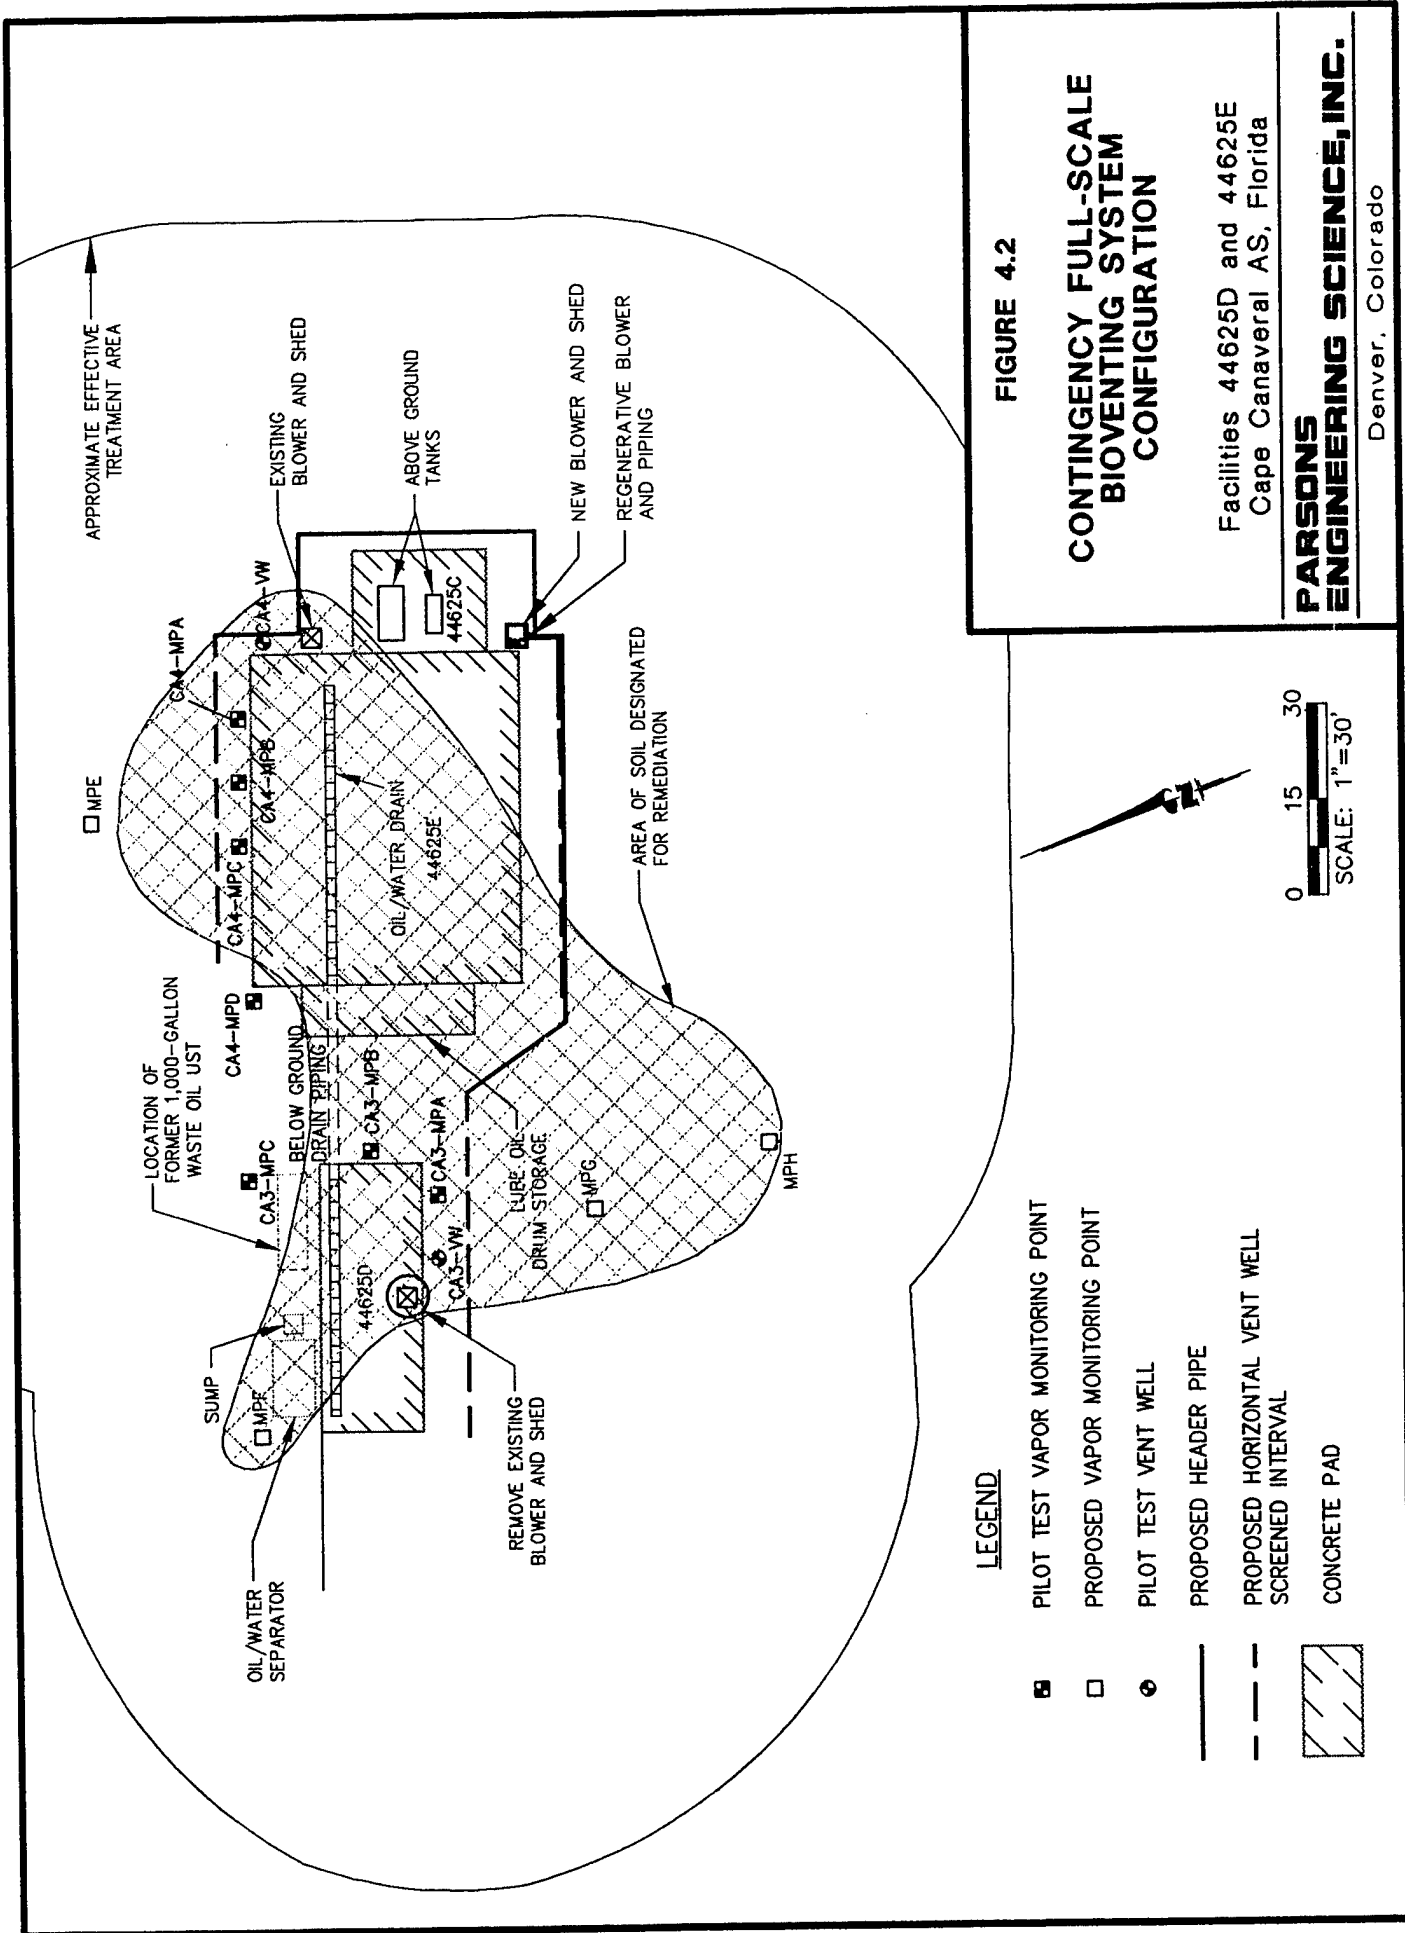 APPROXIMATE EFFECTIVE
TREATMENT AREA
EXISTING
BLOWER AND SHED
ABOVE GROUND
TANKS
NEW BLOWER AND SHED
REGENERATIVE BLOWER
AND PIPING
CA4-VW
CA4-MPA
CA4-MPB
CA4-MPC
CA4-MPD
MPE
44625C
OIL/WATER DRAIN
44625E
AREA OF SOIL DESIGNATED
FOR REMEDIATION
LOCATION OF
FORMER 1,000-GALLON
WASTE OIL UST
BELOW GROUND
DRAIN PIPING
CA3-MPC
CA3-MPB
CA3-MPA
CA3-VW
LUBE OIL
DRUM STORAGE
MPG
MPH
44625D
SUMP
MPF
REMOVE EXISTING
BLOWER AND SHED
OIL/WATER
SEPARATOR
LEGEND
PILOT TEST VAPOR MONITORING POINT
PROPOSED VAPOR MONITORING POINT
PILOT TEST VENT WELL
PROPOSED HEADER PIPE
PROPOSED HORIZONTAL VENT WELL
SCREENED INTERVAL
CONCRETE PAD
0 15 30
SCALE: 1"=30'
FIGURE 4.2
CONTINGENCY FULL-SCALE
BIOVENTING SYSTEM
CONFIGURATION
Facilities 44625D and 44625E
Cape Canaveral AS, Florida
PARSONS
ENGINEERING SCIENCE, INC.
Denver, Colorado